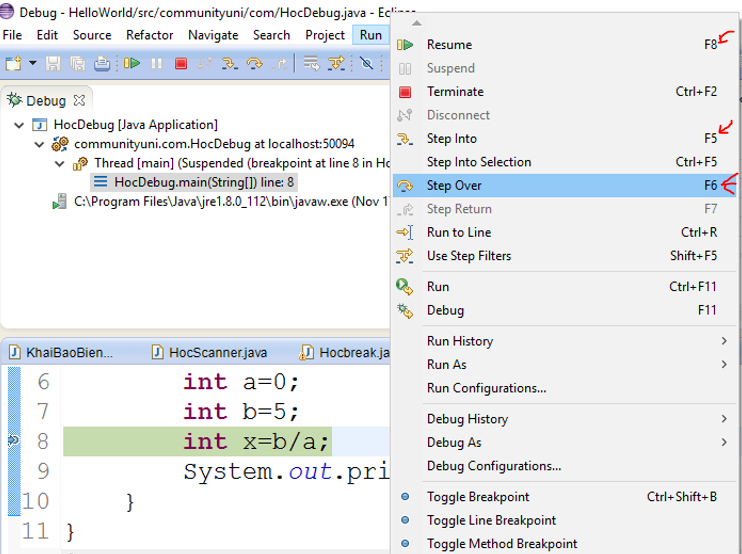 Debug - HelloWorld/src/communityuni/com/HocDebug.java - Eclipse
File Edit Source Refactor Navigate Search Project Run
Debug
HocDebug [Java Application]
communityuni.com.HocDebug at localhost:50094
Thread [main] (Suspended (breakpoint at line 8 in Ho
HocDebug.main(String[]) line: 8
C:\Program Files\Java\jre1.8.0_112\bin\javaw.exe (Nov 1
Resume F8
Suspend
Terminate Ctrl+F2
Disconnect
Step Into F5
Step Into Selection Ctrl+F5
Step Over F6
Step Return F7
Run to Line Ctrl+R
Use Step Filters Shift+F5
Run Ctrl+F11
Debug F11
Run History
Run As
Run Configurations...
Debug History
Debug As
Debug Configurations...
Toggle Breakpoint Ctrl+Shift+B
Toggle Line Breakpoint
Toggle Method Breakpoint
KhaiBaoBien... HocScanner.java Hocbreak.ja
6 int a=0;
7 int b=5;
8 int x=b/a;
9 System.out.pri
10 }
11 }